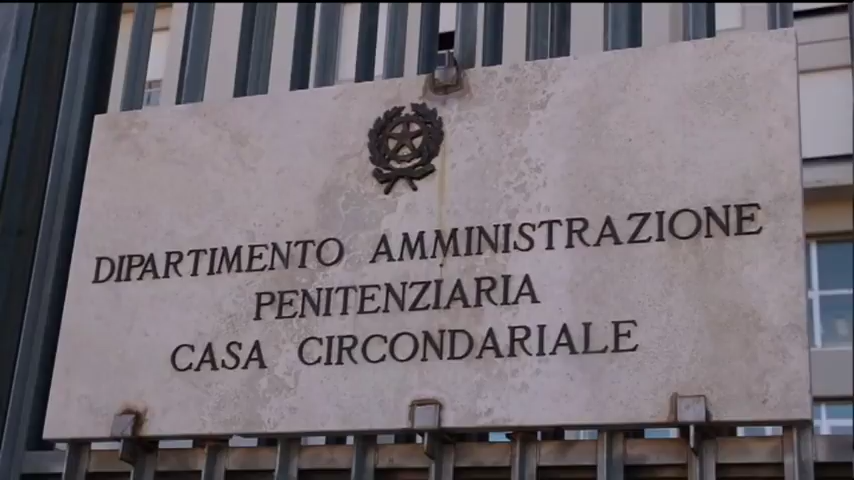 DIPARTIMENTO AMMINISTRAZIONE
PENITENZIARIA
CASA CIRCONDARIALE